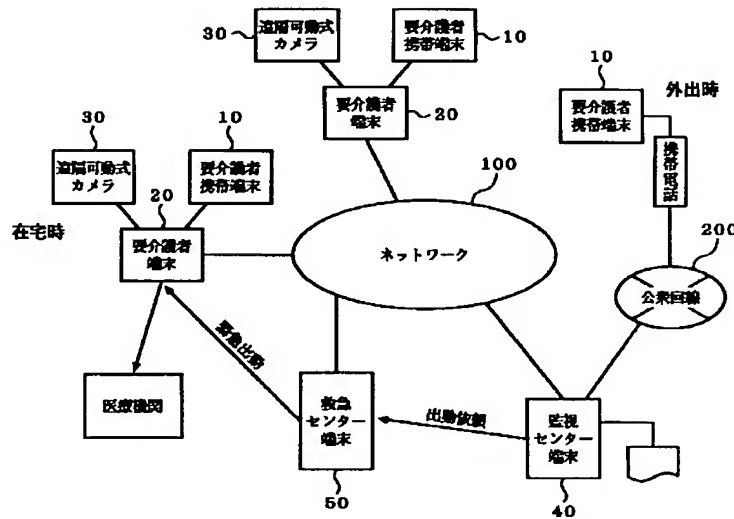 30
遠隔可動式
カメラ
要介護者
携帯端末
10
要介護者
端末
20
10
外出時
要介護者
携帯端末
携帯電話
30
10
遠隔可動式
カメラ
要介護者
携帯端末
20
在宅時
要介護者
端末
100
ネットワーク
200
公衆回線
緊急出動
医療機関
救急
センター
端末
50
出動依頼
監視
センター
端末
40